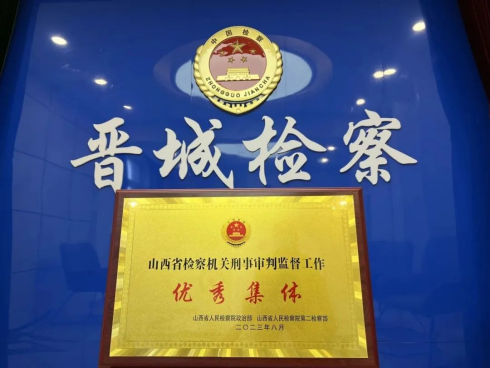 中国检察
ZHONGGUO JIANCHA
晋城检察
山西省检察机关刑事审判监督工作
优秀集体
山西省人民检察院政治部 山西省人民检察院第二检察部
二〇二三年八月